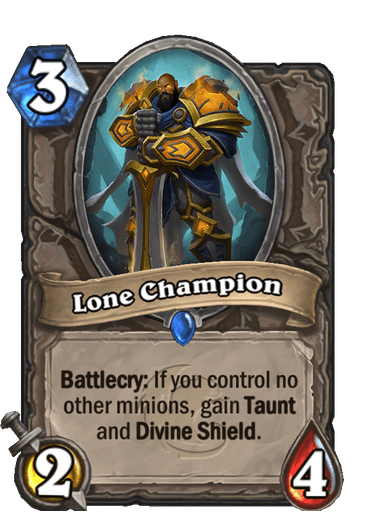 3
Lone Champion
Battlecry: If you control no
other minions, gain Taunt
and Divine Shield.
2
4